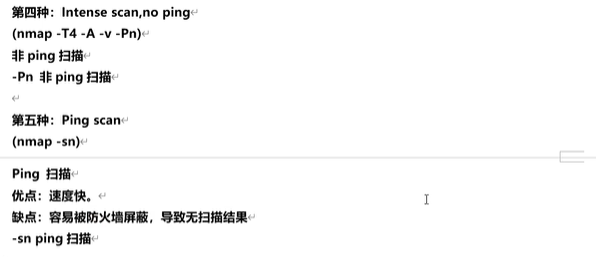 第四种：Intense scan,no ping
(nmap -T4 -A -v -Pn)
非 ping 扫描
-Pn 非 ping 扫描
第五种：Ping scan
(nmap -sn)
Ping 扫描
优点：速度快。
缺点：容易被防火墙屏蔽，导致无扫描结果
-sn ping 扫描